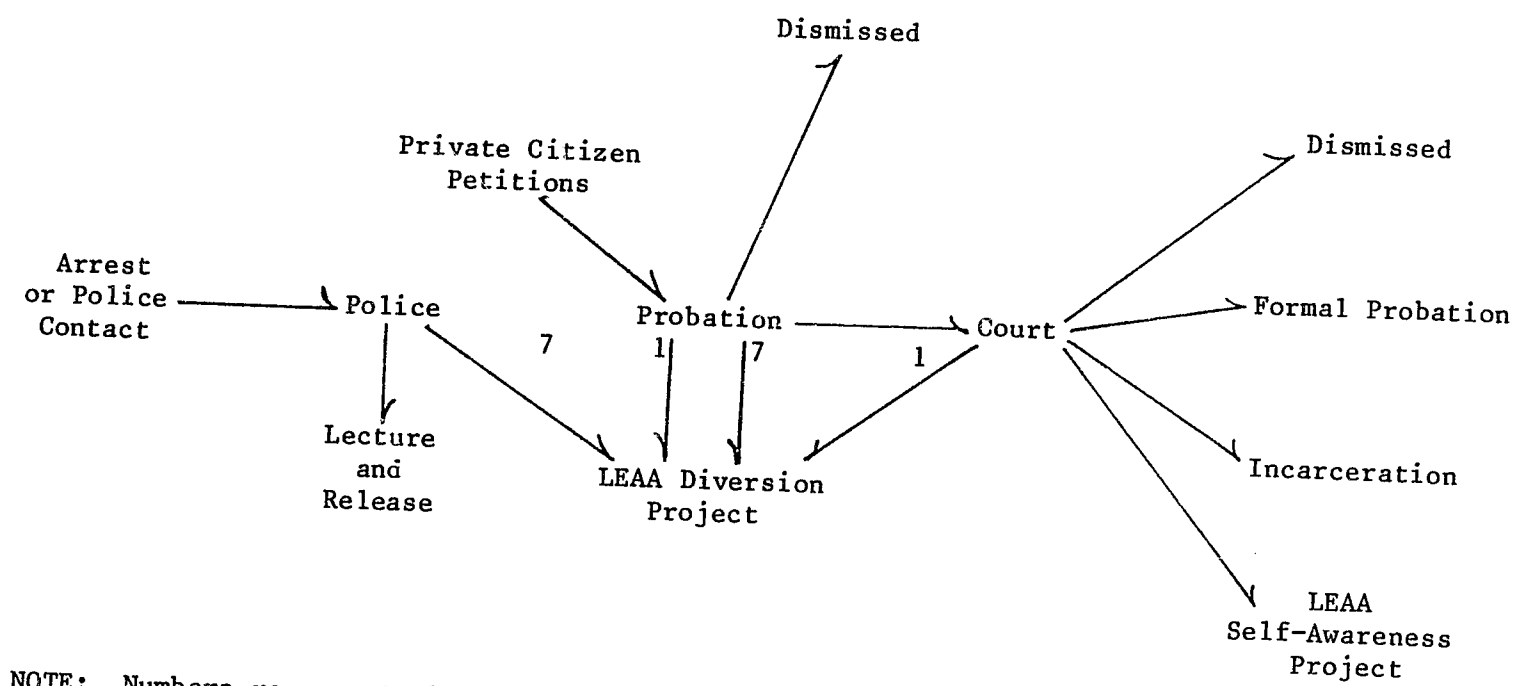 Dismissed
Private Citizen
Petitions
Dismissed
Arrest
or Police
Contact
Police
Probation
Court
Formal Probation
7
1
7
1
Lecture
and
Release
LEAA Diversion
Project
Incarceration
LEAA
Self-Awareness
Project
NOTE: Numbers